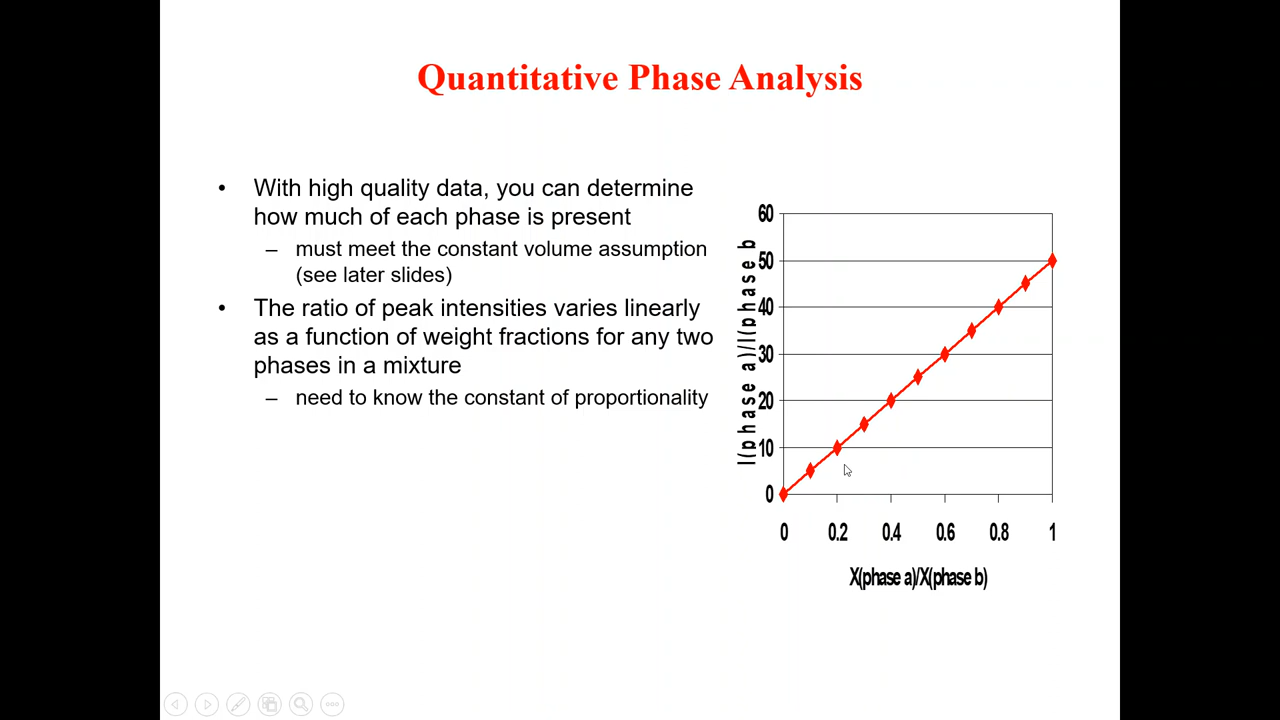 Quantitative Phase Analysis
• With high quality data, you can determine
how much of each phase is present
– must meet the constant volume assumption
(see later slides)
• The ratio of peak intensities varies linearly
as a function of weight fractions for any two
phases in a mixture
– need to know the constant of proportionality
I(phase a)/I(phase b
60
50
40
30
20
10
0
0 0.2 0.4 0.6 0.8 1
X(phase a)/X(phase b)